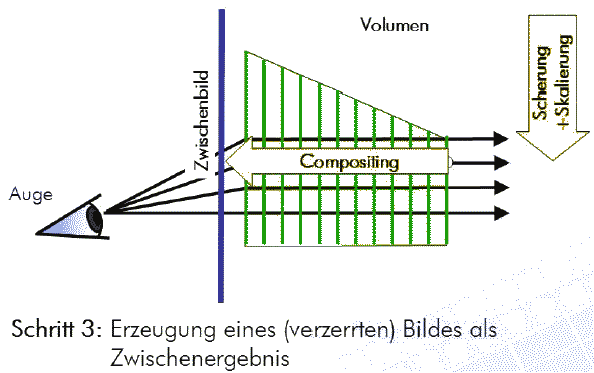 Volumen
Scherung
+Skalierung
Zwischenbild
Compositing
Auge
Schritt 3: Erzeugung eines (verzerrten) Bildes als
Zwischenergebnis